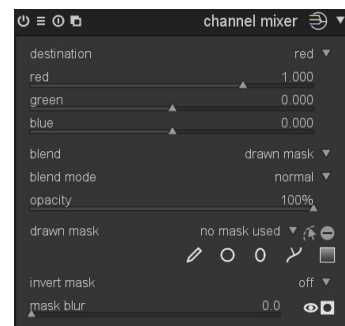 channel mixer
destination red
red 1.000
green 0.000
blue 0.000
blend drawn mask
blend mode normal
opacity 100%
drawn mask no mask used
invert mask off
mask blur 0.0